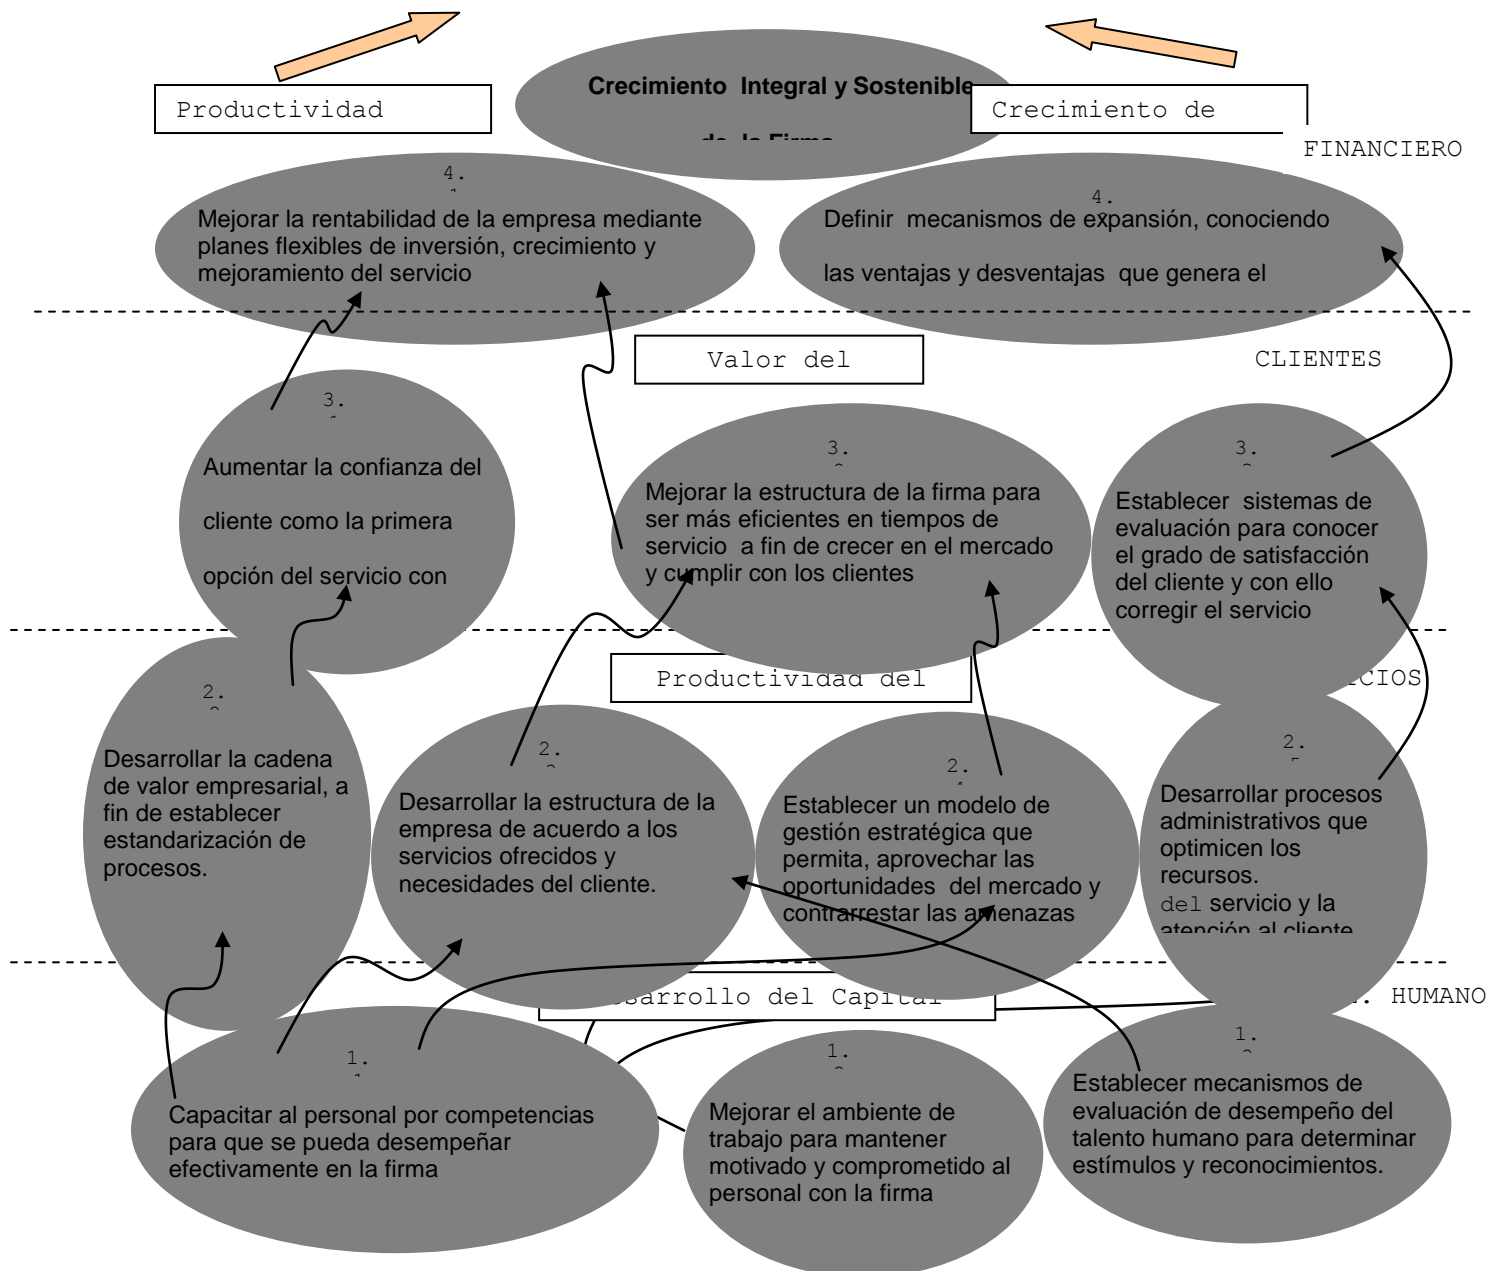 Crecimiento Integral y Sostenible
de la Firma
Productividad
Crecimiento de
FINANCIERO
4.
Mejorar la rentabilidad de la empresa mediante
planes flexibles de inversión, crecimiento y
mejoramiento del servicio
4.
Definir mecanismos de expansión, conociendo
las ventajas y desventajas que genera el
Valor del
CLIENTES
3.
Aumentar la confianza del
cliente como la primera
opción del servicio con
3.
Mejorar la estructura de la firma para
ser más eficientes en tiempos de
servicio a fin de crecer en el mercado
y cumplir con los clientes
3.
Establecer sistemas de
evaluación para conocer
el grado de satisfacción
del cliente y con ello
corregir el servicio
Productividad del
CIOS
2.
Desarrollar la cadena
de valor empresarial, a
fin de establecer
estandarización de
procesos.
2.
Desarrollar la estructura de la
empresa de acuerdo a los
servicios ofrecidos y
necesidades del cliente.
2.
Establecer un modelo de
gestión estratégica que
permita, aprovechar las
oportunidades del mercado y
contrarrestar las amenazas
2.
Desarrollar procesos
administrativos que
optimicen los
recursos.
del servicio y la
atención al cliente
sarrollo del Capital
. HUMANO
1.
Capacitar al personal por competencias
para que se pueda desempeñar
efectivamente en la firma
1.
Mejorar el ambiente de
trabajo para mantener
motivado y comprometido al
personal con la firma
1.
Establecer mecanismos de
evaluación de desempeño del
talento humano para determinar
estímulos y reconocimientos.